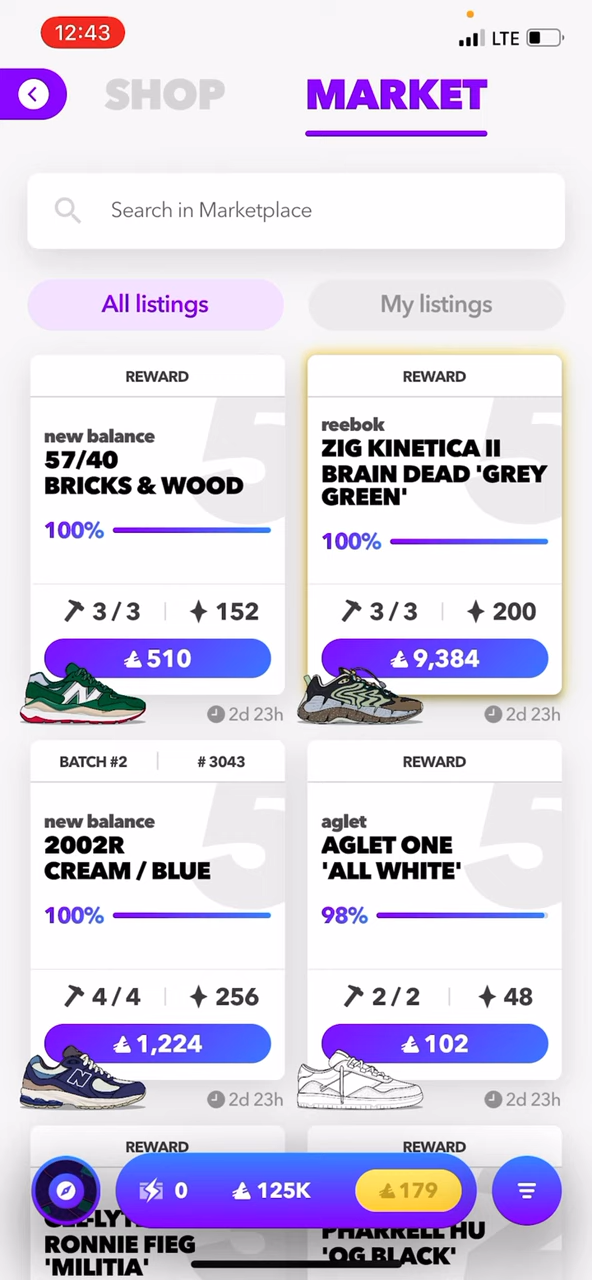 12:43
LTE
SHOP
MARKET
Search in Marketplace
All listings
My listings
REWARD
new balance
57/40
BRICKS & WOOD
100%
3 / 3
152
510
2d 23h
REWARD
reebok
ZIG KINETICA II
BRAIN DEAD 'GREY
GREEN'
100%
3 / 3
200
9,384
2d 23h
BATCH #2
# 3043
new balance
2002R
CREAM / BLUE
100%
4 / 4
256
1,224
2d 23h
REWARD
aglet
AGLET ONE
'ALL WHITE'
98%
2 / 2
48
102
2d 23h
REWARD
RONNIE FIEG
'MILITIA'
REWARD
PHARRELL HU
'OG BLACK'
0
125K
179